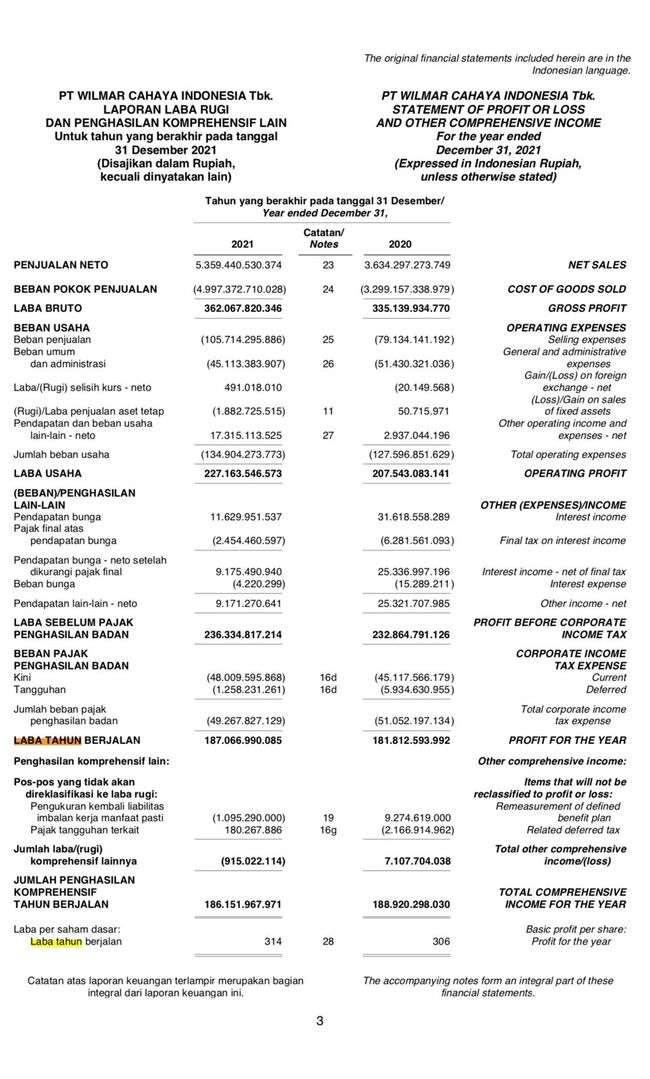 The original financial statements included herein are in the
Indonesian language.
PT WILMAR CAHAYA INDONESIA Tbk.
LAPORAN LABA RUGI
DAN PENGHASILAN KOMPREHENSIF LAIN
Untuk tahun yang berakhir pada tanggal
31 Desember 2021
(Disajikan dalam Rupiah,
kecuali dinyatakan lain)
PT WILMAR CAHAYA INDONESIA Tbk.
STATEMENT OF PROFIT OR LOSS
AND OTHER COMPREHENSIVE INCOME
For the year ended
December 31, 2021
(Expressed in Indonesian Rupiah,
unless otherwise stated)
Tahun yang berakhir pada tanggal 31 Desember/
Year ended December 31,
Catatan/
2021 Notes 2020
PENJUALAN NETO 5.359.440.530.374 23 3.634.297.273.749 NET SALES
BEBAN POKOK PENJUALAN (4.997.372.710.028) 24 (3.299.157.338.979) COST OF GOODS SOLD
LABA BRUTO 362.067.820.346 335.139.934.770 GROSS PROFIT
BEBAN USAHA OPERATING EXPENSES
Beban penjualan (105.714.295.886) 25 (79.134.141.192) Selling expenses
Beban umum General and administrative
dan administrasi (45.113.383.907) 26 (51.430.321.036) expenses
Gain/(Loss) on foreign
Laba/(Rugi) selisih kurs - neto 491.018.010 (20.149.568) exchange - net
(Loss)/Gain on sales
(Rugi)/Laba penjualan aset tetap (1.882.725.515) 11 50.715.971 of fixed assets
Pendapatan dan beban usaha Other operating income and
lain-lain - neto 17.315.113.525 27 2.937.044.196 expenses - net
Jumlah beban usaha (134.904.273.773) (127.596.851.629) Total operating expenses
LABA USAHA 227.163.546.573 207.543.083.141 OPERATING PROFIT
(BEBAN)/PENGHASILAN
LAIN-LAIN OTHER (EXPENSES)/INCOME
Pendapatan bunga 11.629.951.537 31.618.558.289 Interest income
Pajak final atas
pendapatan bunga (2.454.460.597) (6.281.561.093) Final tax on interest income
Pendapatan bunga - neto setelah
dikurangi pajak final 9.175.490.940 25.336.997.196 Interest income - net of final tax
Beban bunga (4.220.299) (15.289.211) Interest expense
Pendapatan lain-lain - neto 9.171.270.641 25.321.707.985 Other income - net
LABA SEBELUM PAJAK PROFIT BEFORE CORPORATE
PENGHASILAN BADAN 236.334.817.214 232.864.791.126 INCOME TAX
BEBAN PAJAK CORPORATE INCOME
PENGHASILAN BADAN TAX EXPENSE
Kini (48.009.595.868) 16d (45.117.566.179) Current
Tangguhan (1.258.231.261) 16d (5.934.630.955) Deferred
Jumlah beban pajak Total corporate income
penghasilan badan (49.267.827.129) (51.052.197.134) tax expense
LABA TAHUN BERJALAN 187.066.990.085 181.812.593.992 PROFIT FOR THE YEAR
Penghasilan komprehensif lain: Other comprehensive income:
Pos-pos yang tidak akan Items that will not be
direklasifikasi ke laba rugi: reclassified to profit or loss:
Pengukuran kembali liabilitas Remeasurement of defined
imbalan kerja manfaat pasti (1.095.290.000) 19 9.274.619.000 benefit plan
Pajak tangguhan terkait 180.267.886 16g (2.166.914.962) Related deferred tax
Jumlah laba/(rugi) Total other comprehensive
komprehensif lainnya (915.022.114) 7.107.704.038 income/(loss)
JUMLAH PENGHASILAN
KOMPREHENSIF TOTAL COMPREHENSIVE
TAHUN BERJALAN 186.151.967.971 188.920.298.030 INCOME FOR THE YEAR
Laba per saham dasar: Basic profit per share:
Laba tahun berjalan 314 28 306 Profit for the year
Catatan atas laporan keuangan terlampir merupakan bagian
integral dari laporan keuangan ini.
The accompanying notes form an integral part of these
financial statements.
3